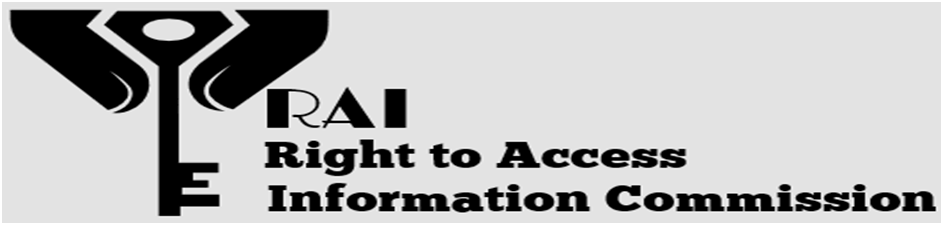 RAI
Right to Access
Information Commission